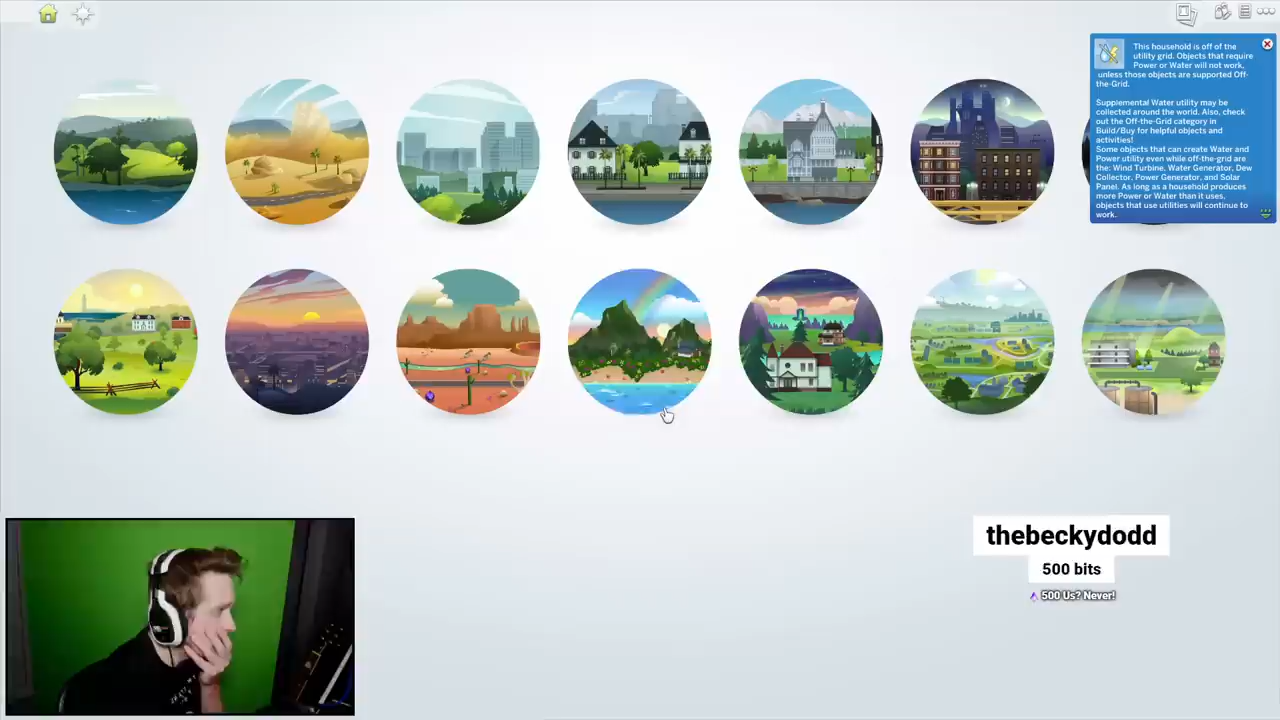 This household is off of the
utility grid. Objects that require
Power or Water will not work,
unless those objects are supported Off-
the-Grid.
Supplemental Water utility may be
collected around the world. Also, check
out the Off-the-Grid category in
Build/Buy for helpful objects and
activities!
Some objects that can create Water and
Power utility even while off-the-grid are
the: Wind Turbine, Water Generator, Dew
Collector, Power Generator, and Solar
Panel. As long as a household produces
more Power or Water than it uses,
objects that use utilities will continue to
work.
thebeckydodd
500 bits
500 Us? Never!